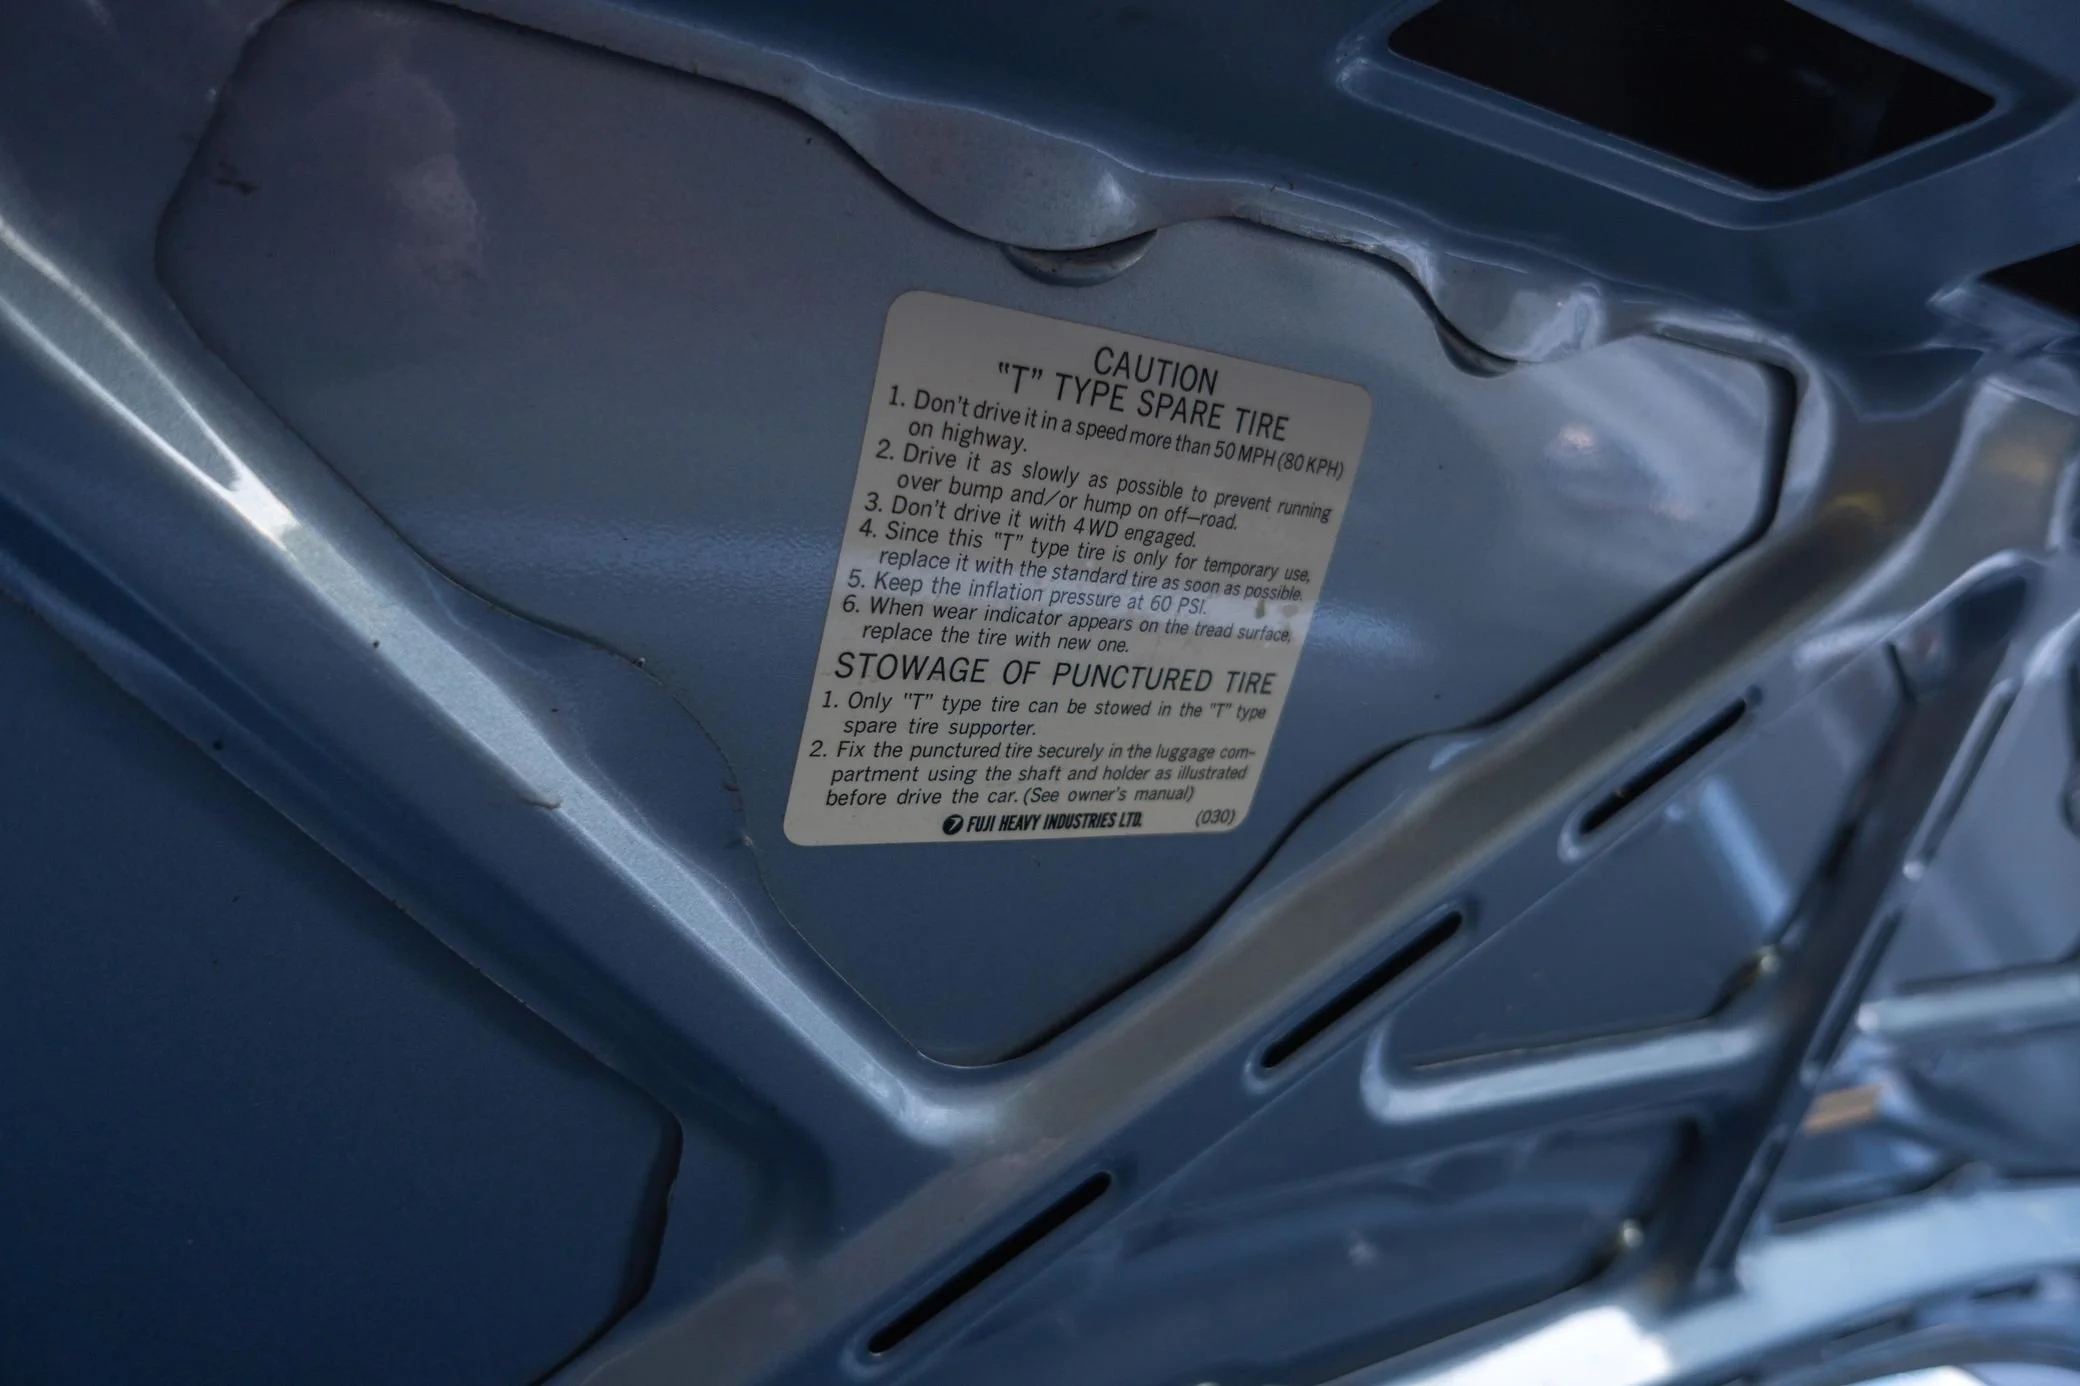 CAUTION
"T" TYPE SPARE TIRE
1. Don't drive it in a speed more than 50 MPH (80 KPH)
on highway.
2. Drive it as slowly as possible to prevent running
over bump and/or hump on off-road.
3. Don't drive it with 4WD engaged.
4. Since this "T" type tire is only for temporary use,
replace it with the standard tire as soon as possible.
5. Keep the inflation pressure at 60 PSI.
6. When wear indicator appears on the tread surface,
replace the tire with new one.
STOWAGE OF PUNCTURED TIRE
1. Only "T" type tire can be stowed in the "T" type
spare tire supporter.
2. Fix the punctured tire securely in the luggage com-
partment using the shaft and holder as illustrated
before drive the car. (See owner's manual)
FUJI HEAVY INDUSTRIES LTD. (030)